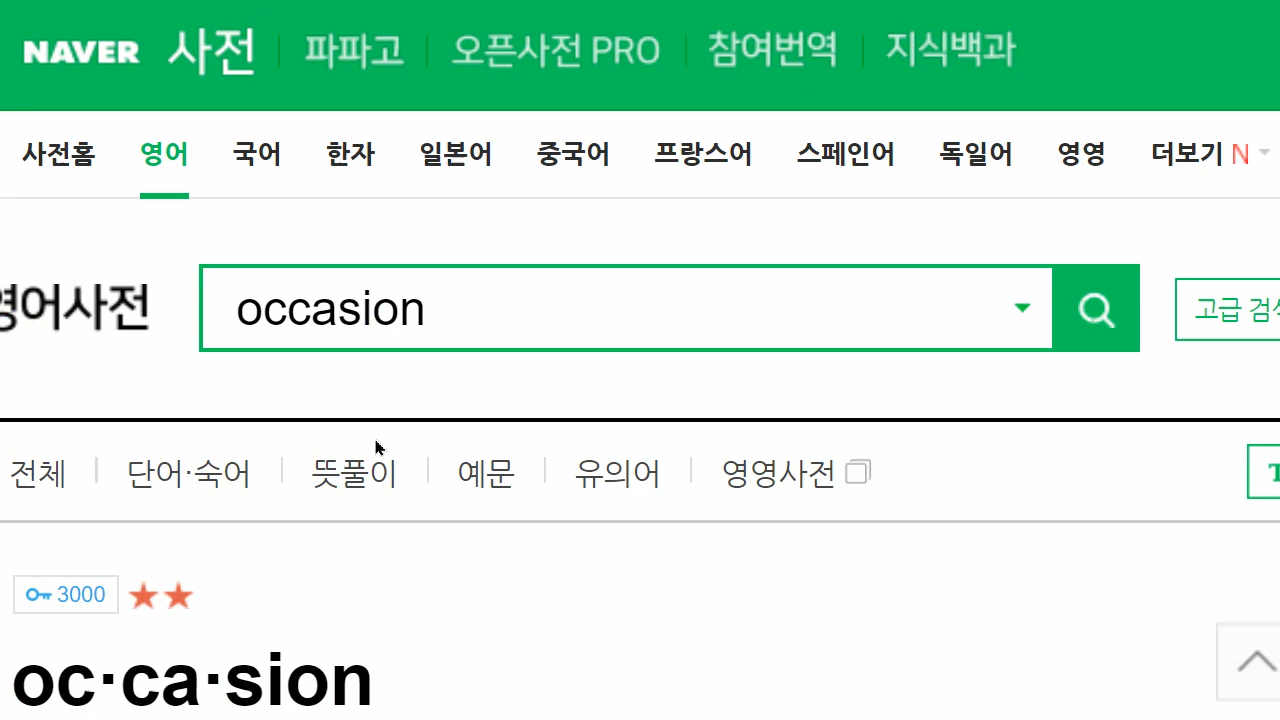 NAVER 사전 파파고 오픈사전 PRO 참여번역 지식백과
사전홈 영어 국어 한자 일본어 중국어 프랑스어 스페인어 독일어 영영 더보기 N
영어사전 occasion 고급 검색
전체 단어·숙어 뜻풀이 예문 유의어 영영사전 T
3000
oc·ca·sion